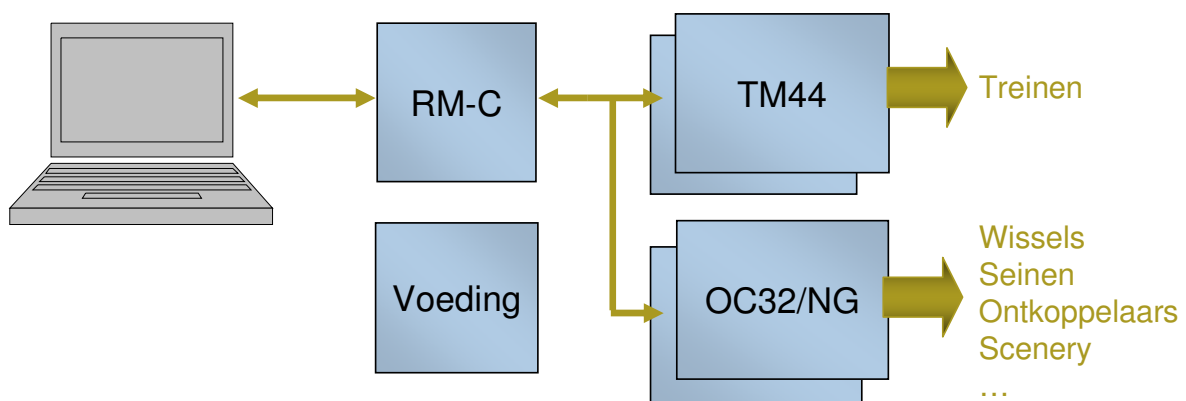 RM-C
TM44
Treinen
Voeding
OC32/NG
Wissels
Seinen
Ontkoppelaars
Scenery
...